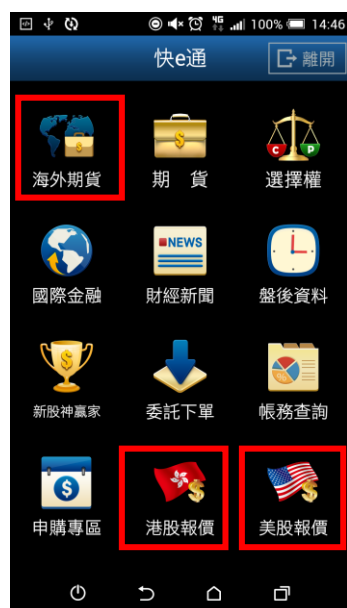 4G 100% 14:46
快e通 離開
海外期貨 期 貨 選擇權
C P
NEWS
L
國際金融 財經新聞 盤後資料
$
新股神贏家 委託下單 帳務查詢
$
申購專區 港股報價 美股報價